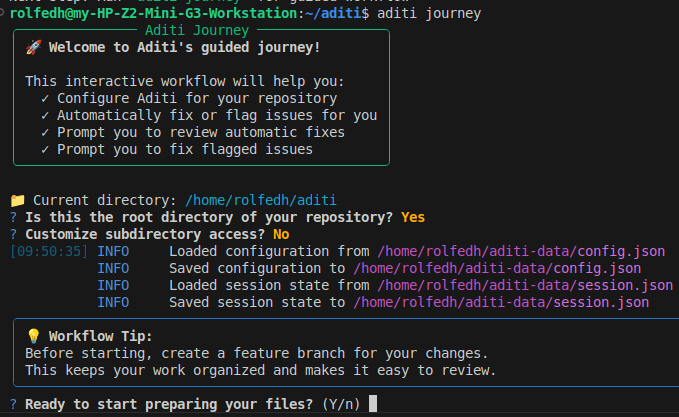 rolfedh@my-HP-Z2-Mini-G3-Workstation:~/aditi$ aditi journey
Aditi Journey
🚀 Welcome to Aditi's guided journey!
This interactive workflow will help you:
✓ Configure Aditi for your repository
✓ Automatically fix or flag issues for you
✓ Prompt you to review automatic fixes
✓ Prompt you to fix flagged issues
📁 Current directory: /home/rolfedh/aditi
? Is this the root directory of your repository? Yes
? Customize subdirectory access? No
[09:50:35] INFO Loaded configuration from /home/rolfedh/aditi-data/config.json
INFO Saved configuration to /home/rolfedh/aditi-data/config.json
INFO Loaded session state from /home/rolfedh/aditi-data/session.json
INFO Saved session state to /home/rolfedh/aditi-data/session.json
💡 Workflow Tip:
Before starting, create a feature branch for your changes.
This keeps your work organized and makes it easy to review.
? Ready to start preparing your files? (Y/n)